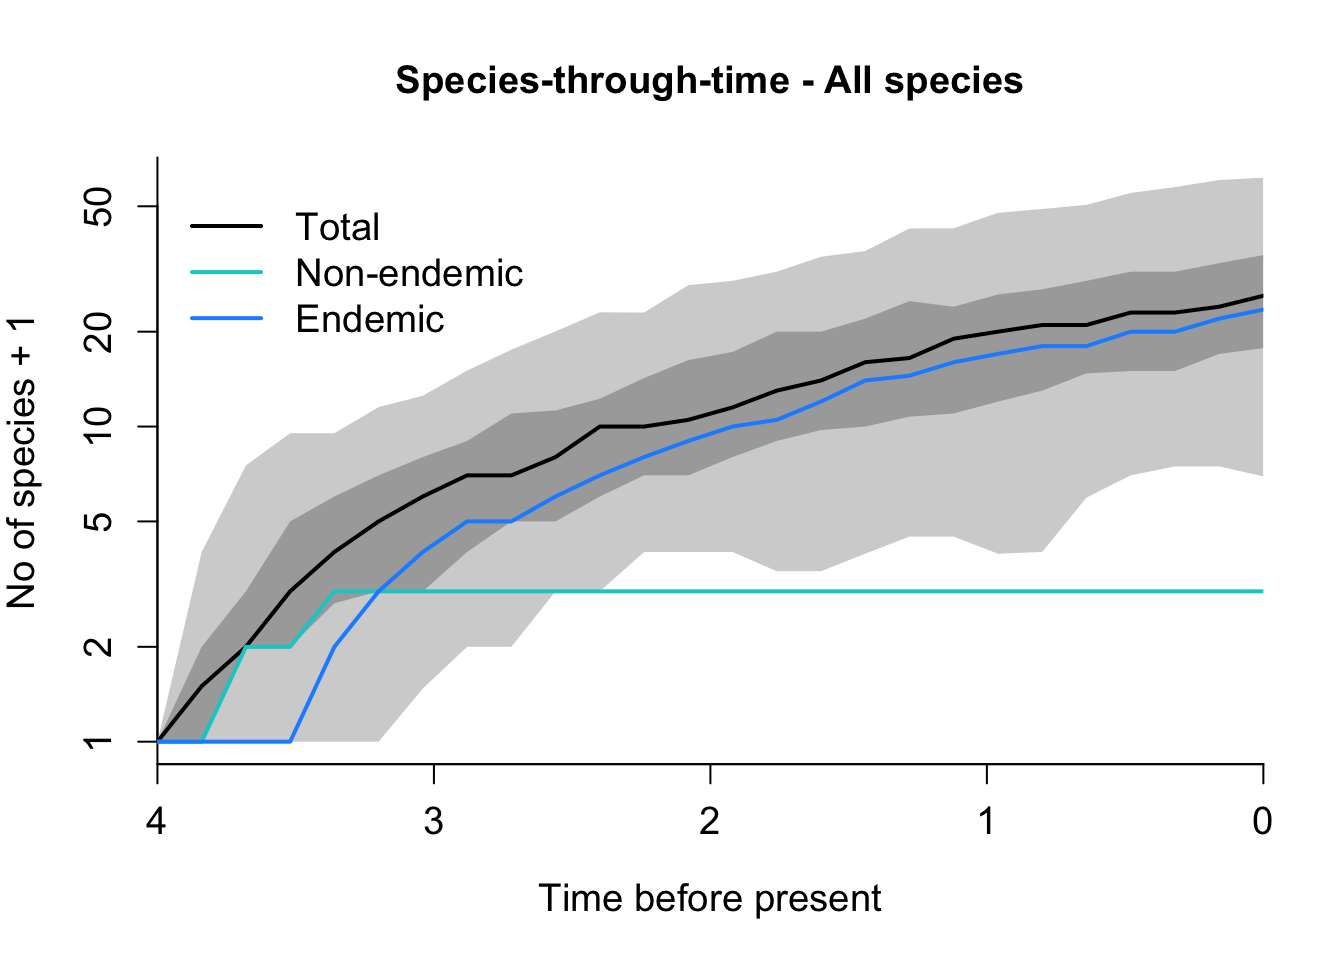 Species-through-time - All species
No of species + 1
50
20
10
5
2
1
Total
Non-endemic
Endemic
4 3 2 1 0
Time before present